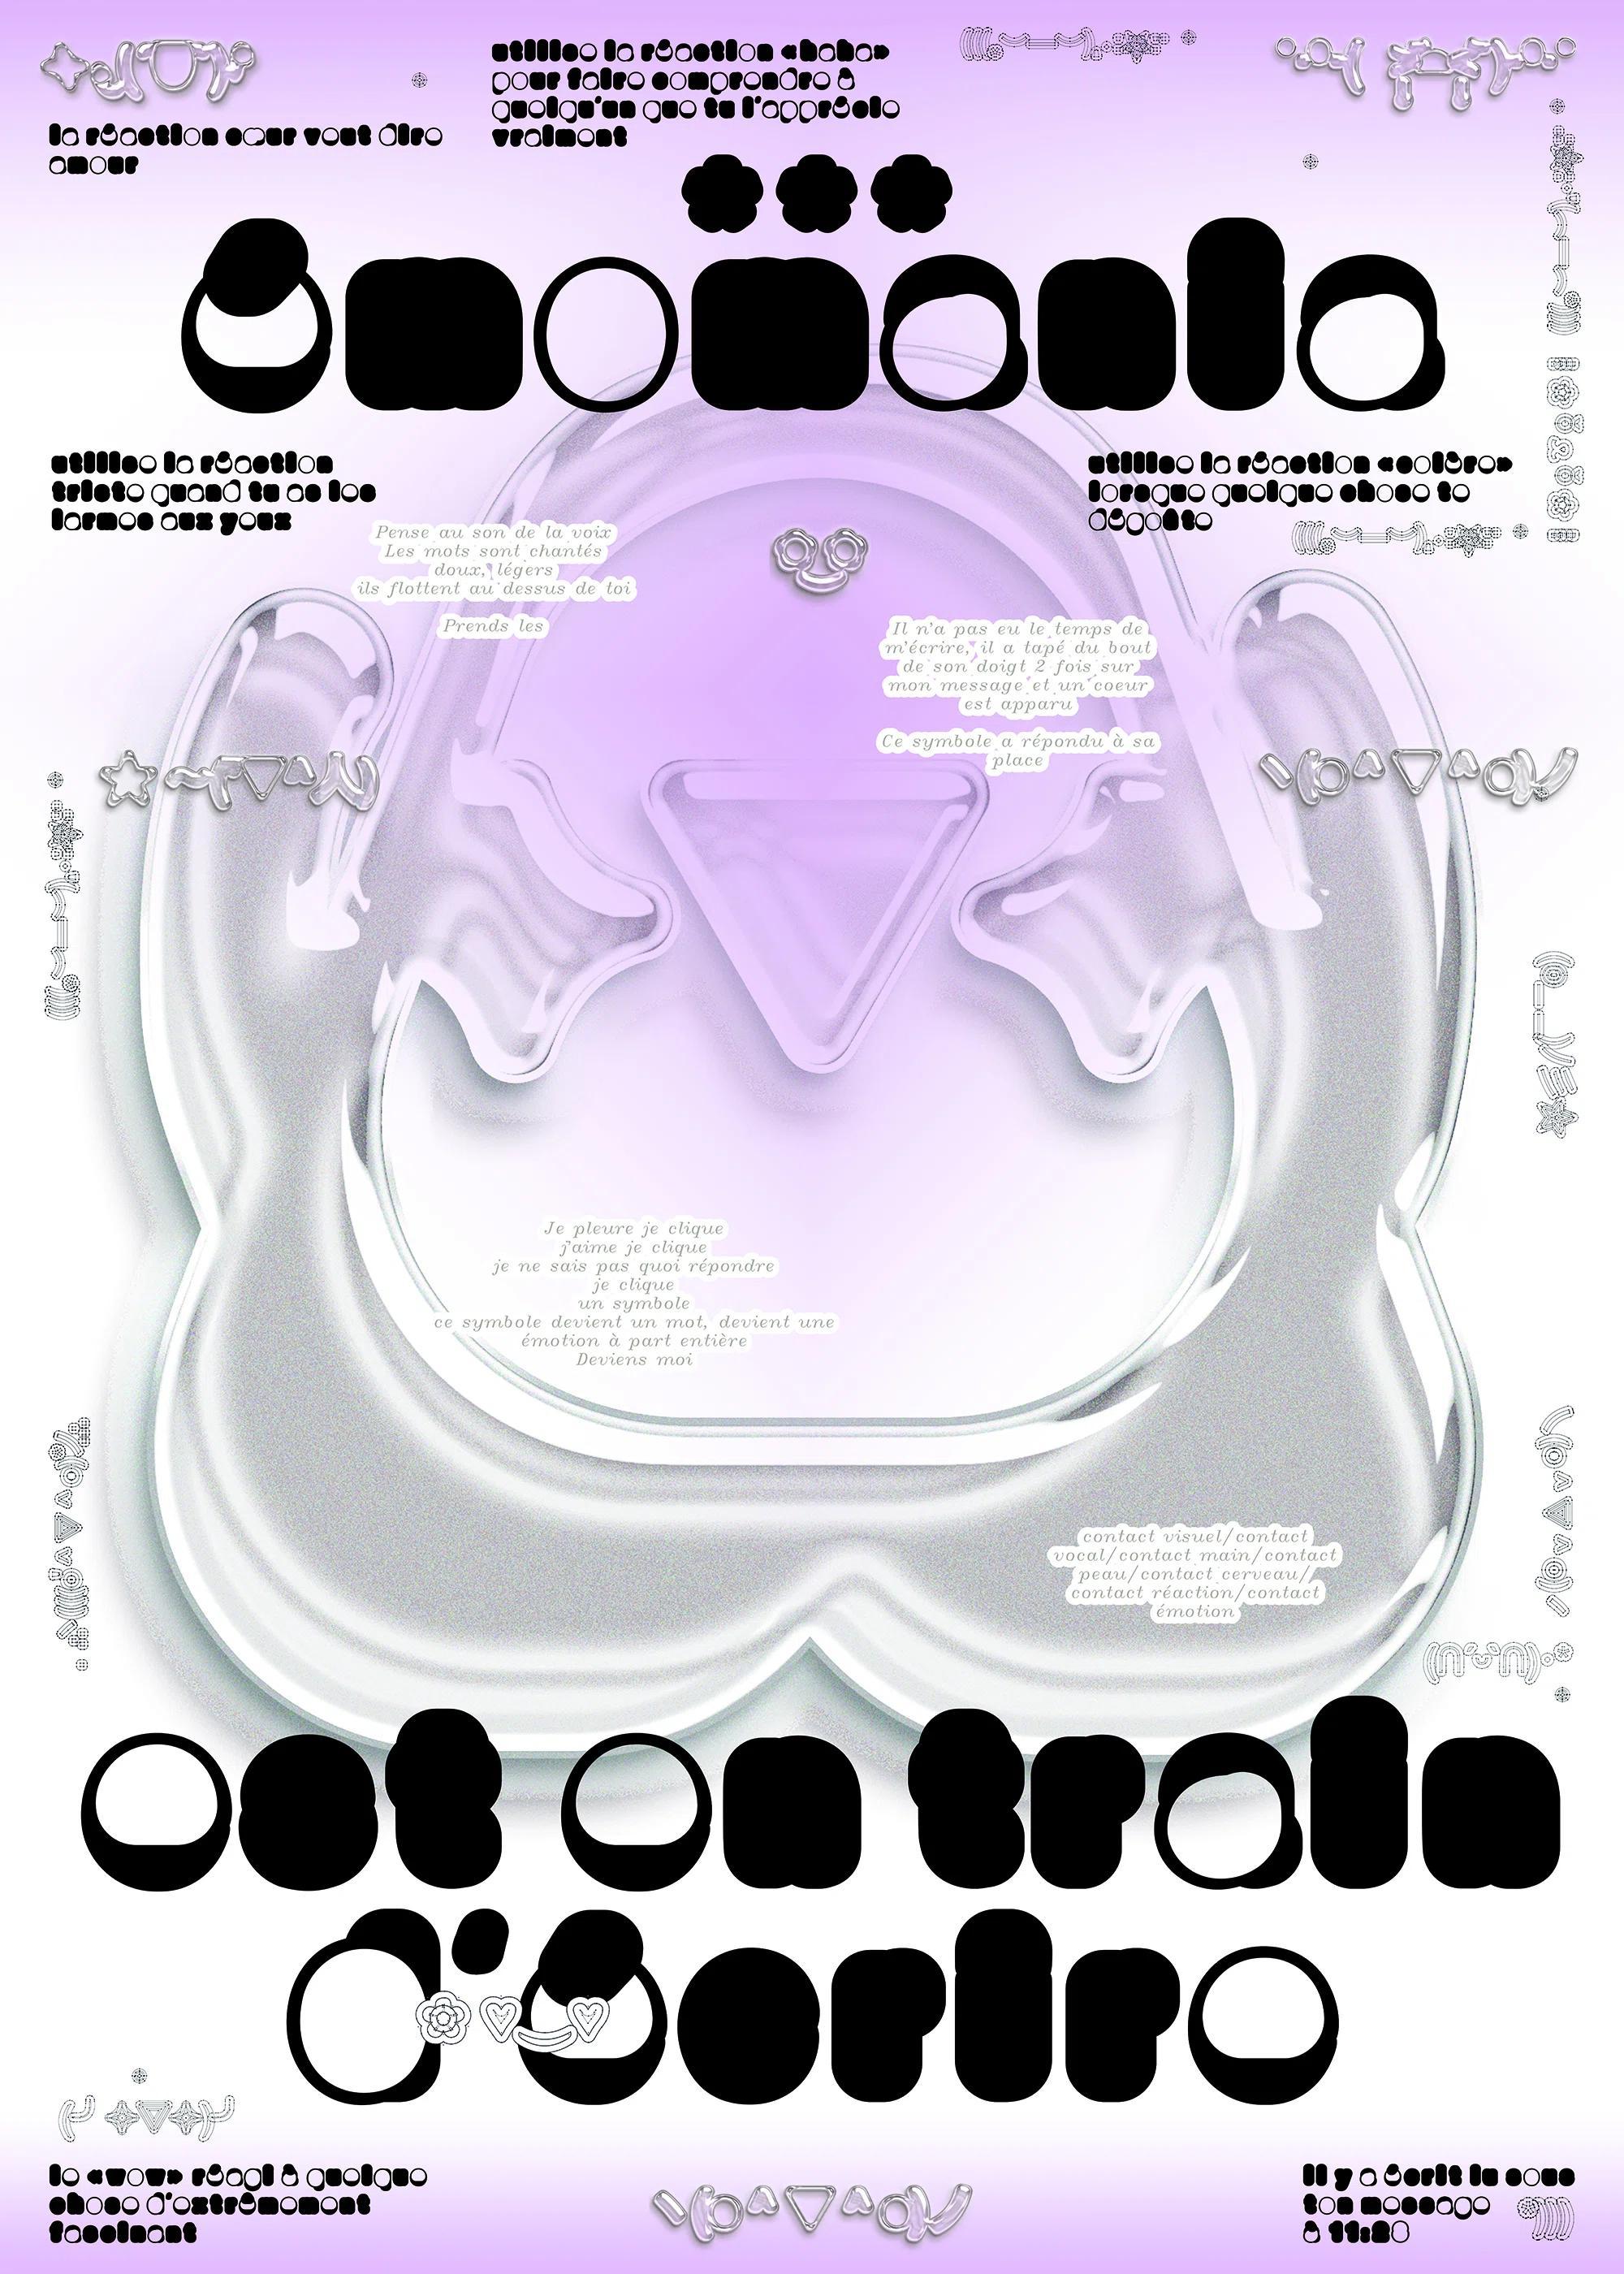 la réaction cœur veut dire
amour
utilise la réaction «haha»
pour faire comprendre à
quelqu'un que tu l'apprécie
vraiment
Émomania
utilise la réaction
triste quand tu as les
larmes aux yeux
utilise la réaction «colère»
lorsque quelque chose te
dégoûte
Pense au son de la voix
Les mots sont chantés
doux, légers
ils flottent au dessus de toi
Prends les
Il n'a pas eu le temps de
m'écrire, il a tapé du bout
de son doigt 2 fois sur
mon message et un coeur
est apparu
Ce symbole a répondu à sa
place
Je pleure je clique
j'aime je clique
je ne sais pas quoi répondre
je clique
un symbole
ce symbole devient un mot, devient une
émotion à part entière
Deviens moi
contact visuel/contact
vocal/contact main/contact
peau/contact cerveau/
contact réaction/contact
émotion
est en train
d'écrire
le «wow» réagi à quelque
chose d'extrêmement
fascinant
Il y a écrit lu sous
ton message
à 11:20